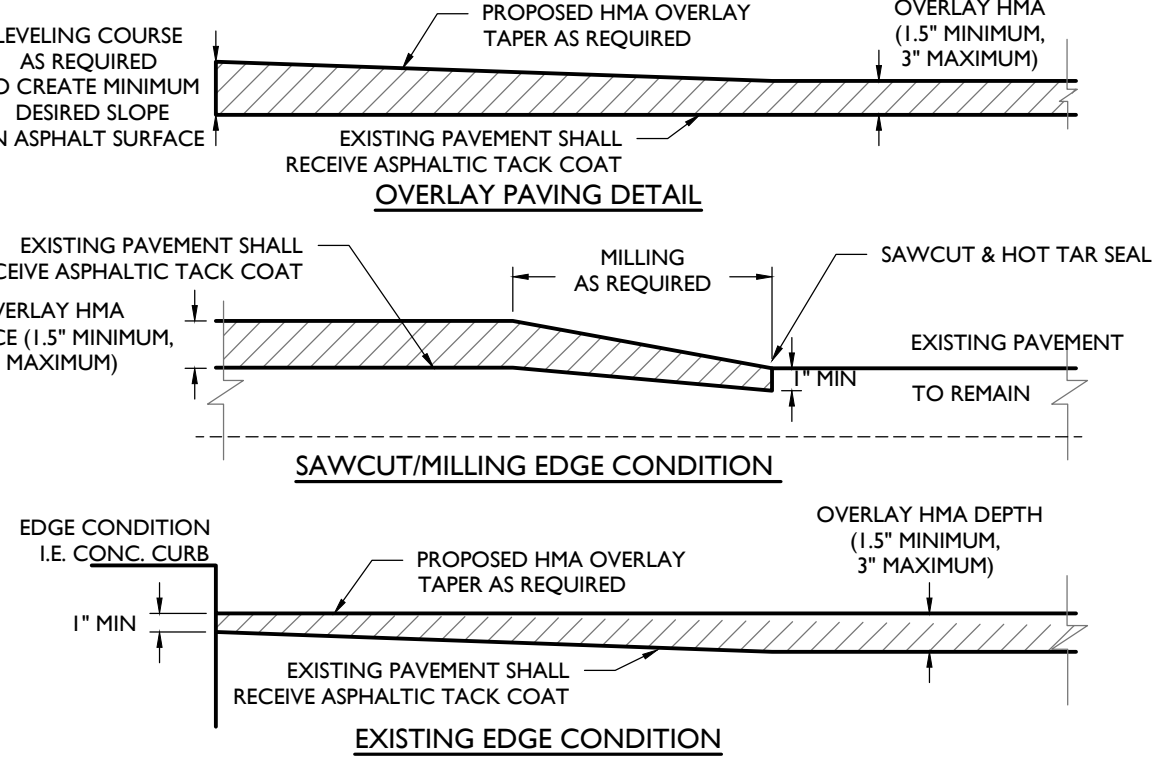 PROPOSED HMA OVERLAY
TAPER AS REQUIRED
OVERLAY HMA
(1.5" MINIMUM,
3" MAXIMUM)
LEVELING COURSE
AS REQUIRED
TO CREATE MINIMUM
DESIRED SLOPE
ASPHALT SURFACE
EXISTING PAVEMENT SHALL
RECEIVE ASPHALTIC TACK COAT
OVERLAY PAVING DETAIL
EXISTING PAVEMENT SHALL
ASPHALTIC TACK COAT
MILLING
AS REQUIRED
SAWCUT & HOT TAR SEAL
HMA
(1.5" MINIMUM,
MAXIMUM)
EXISTING PAVEMENT
TO REMAIN
1" MIN
SAWCUT/MILLING EDGE CONDITION
EDGE CONDITION
I.E. CONC. CURB
PROPOSED HMA OVERLAY
TAPER AS REQUIRED
OVERLAY HMA DEPTH
(1.5" MINIMUM,
3" MAXIMUM)
1" MIN
EXISTING PAVEMENT SHALL
RECEIVE ASPHALTIC TACK COAT
EXISTING EDGE CONDITION